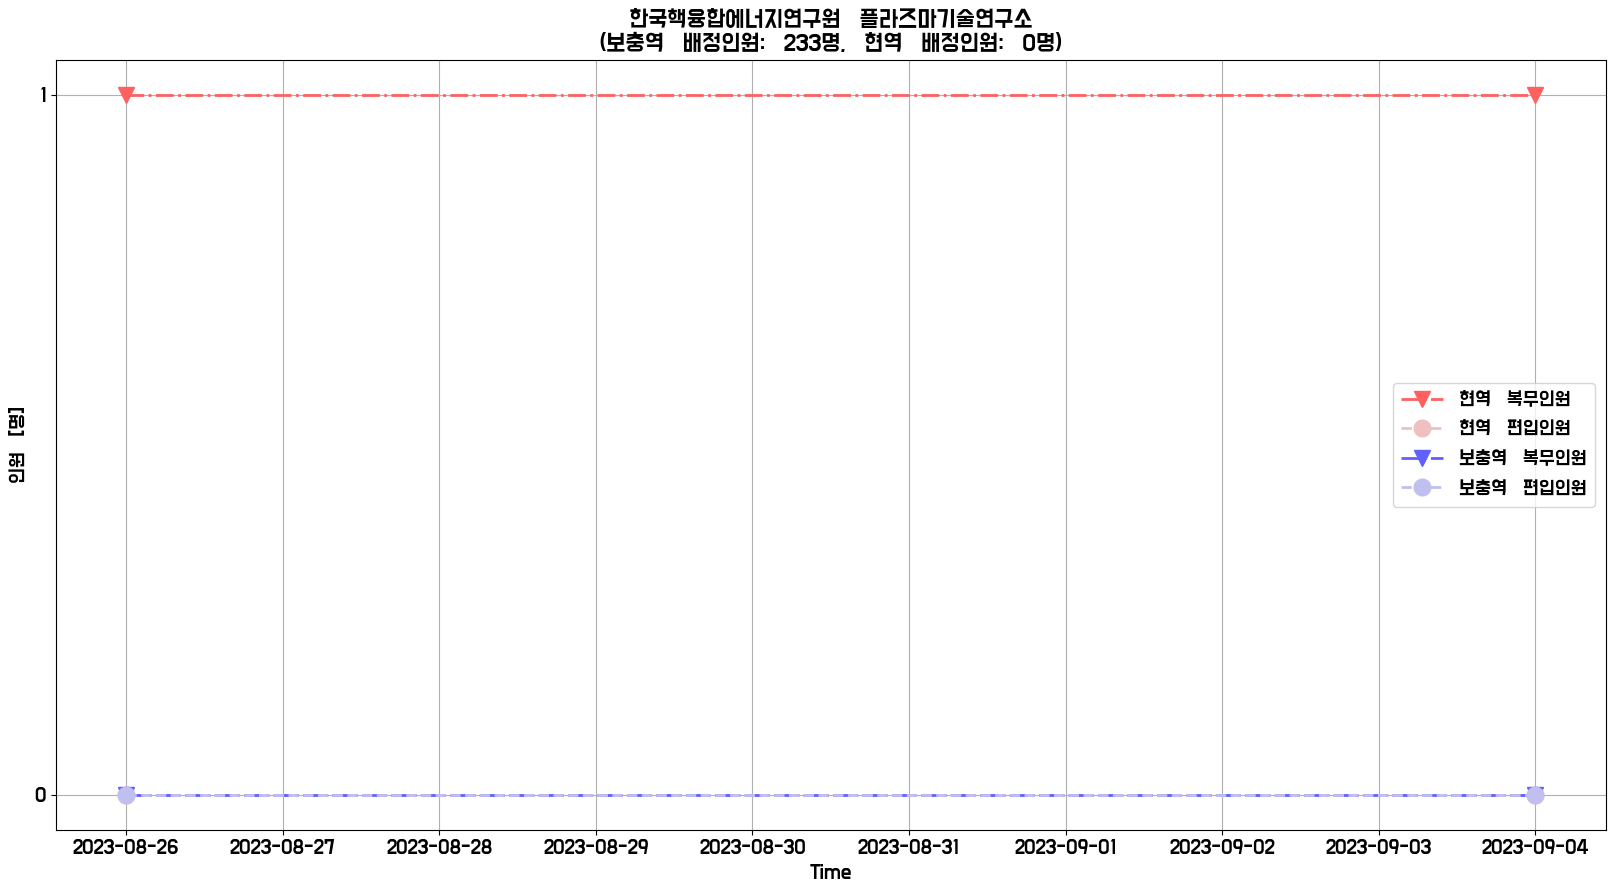 한국핵융합에너지연구원 플라즈마기술연구소
(보충역 배정인원: 233명, 현역 배정인원: 0명)
1
인원 [명]
현역 복무인원
현역 편입인원
보충역 복무인원
보충역 편입인원
0
2023-08-26 2023-08-27 2023-08-28 2023-08-29 2023-08-30 2023-08-31 2023-09-01 2023-09-02 2023-09-03 2023-09-04
Time